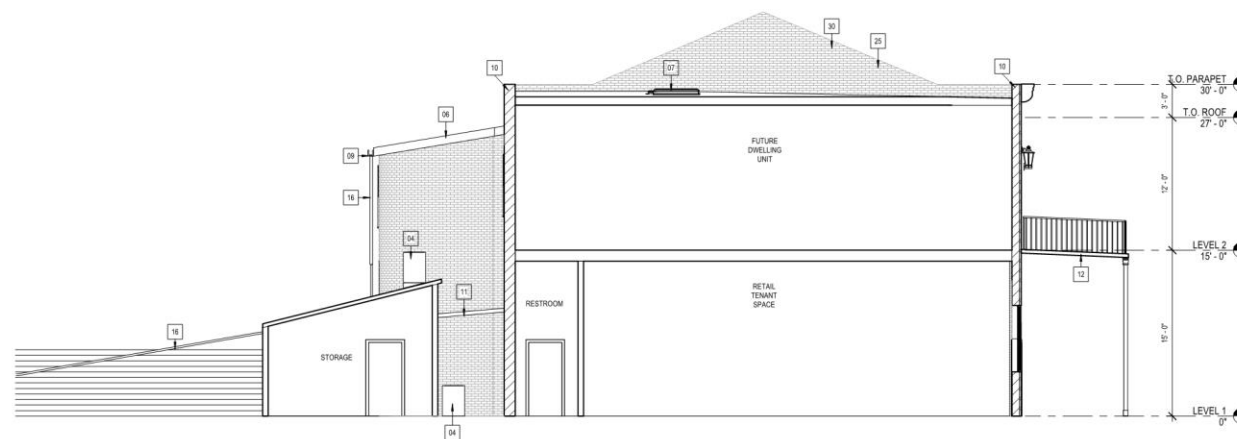 30
25
07
10
10
T.O. PARAPET
30' - 0"
3' - 0"
T.O. ROOF
27' - 0"
06
09
FUTURE
DWELLING
UNIT
16
12' - 0"
04
LEVEL 2
15' - 0"
12
11
RESTROOM
RETAIL
TENANT
SPACE
16
STORAGE
15' - 0"
04
LEVEL 1
0"